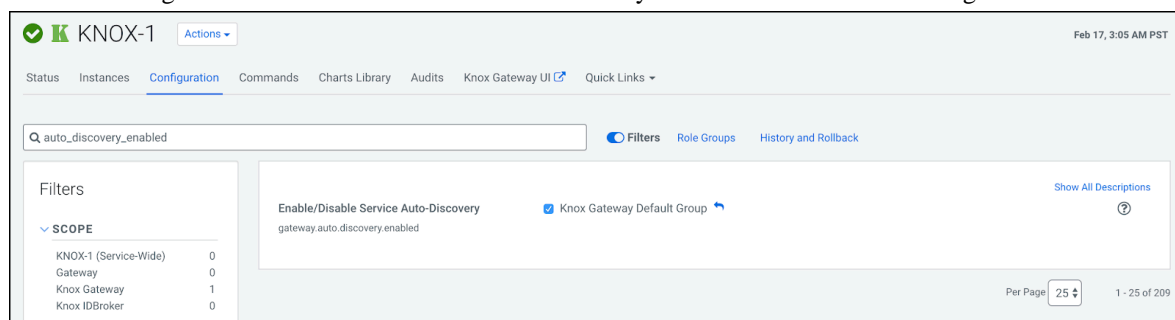 KNOX-1 Actions
Feb 17, 3:05 AM PST
Status Instances Configuration Commands Charts Library Audits Knox Gateway UI Quick Links
auto_discovery_enabled
Filters Role Groups History and Rollback
Filters
SCOPE
KNOX-1 (Service-Wide) 0
Gateway 0
Knox Gateway 1
Knox IDBroker 0
Show All Descriptions
Enable/Disable Service Auto-Discovery Knox Gateway Default Group
gateway.auto.discovery.enabled
Per Page 25 1 - 25 of 209